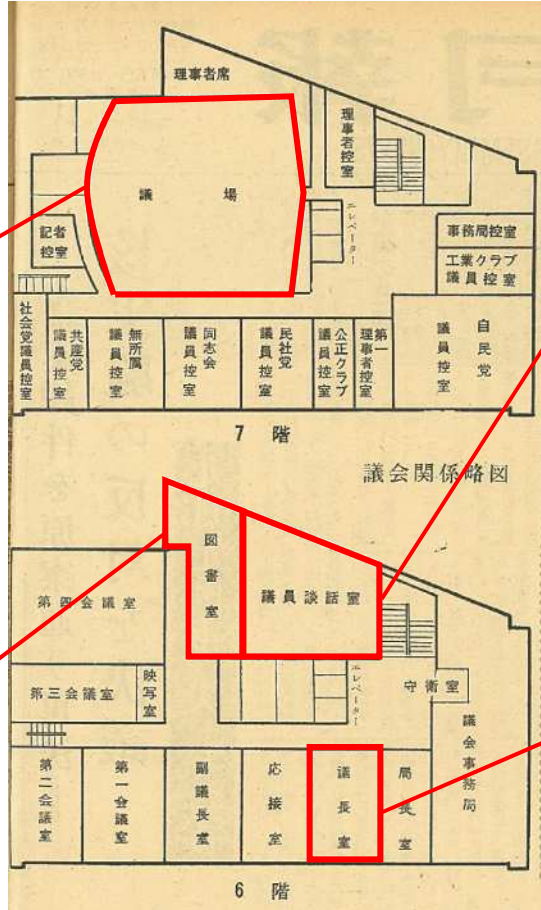 理事者席
理事者控室
議場
エレベーター
記者控室
事務局控室
工業クラブ議員控室
社会党議員控室
共産党議員控室
無所属議員控室
同志会議員控室
民社党議員控室
公正クラブ議員控室
第一理事者控室
自民党議員控室
7 階
議会関係略図
図書室
議員談話室
第四会議室
第三会議室
映写室
エレベーター
守衛室
議会事務局
第二会議室
第一会議室
副議長室
応接室
議長室
局長室
6 階